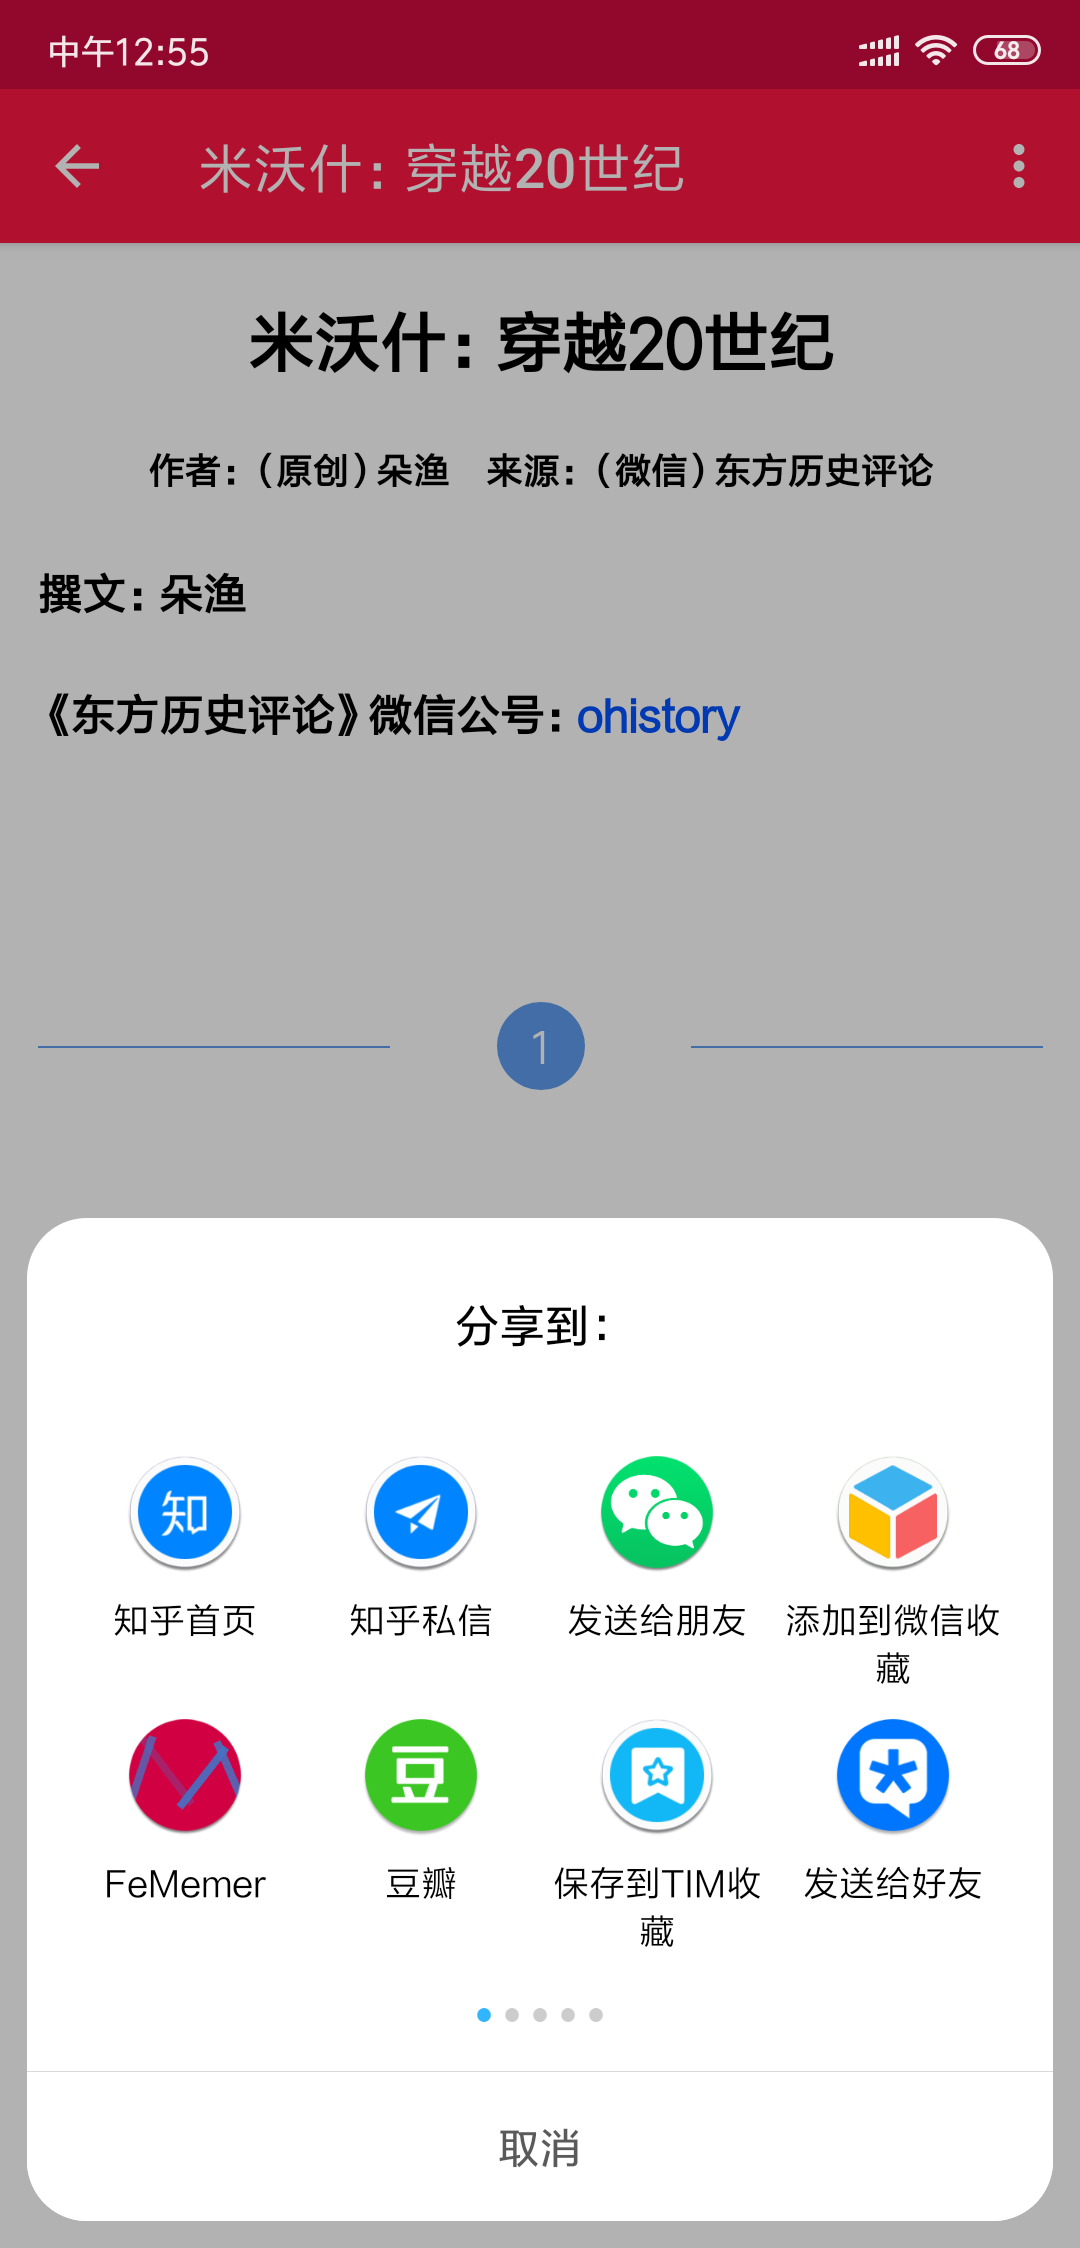 中午12:55
68
米沃什：穿越20世纪
米沃什：穿越20世纪
作者：（原创）朵渔　来源：（微信）东方历史评论
撰文：朵渔
《东方历史评论》微信公号：ohistory
1
分享到：
知
知乎首页
知乎私信
发送给朋友
添加到微信收
藏
豆
FeMemer
豆瓣
保存到TIM收
藏
发送给好友
取消